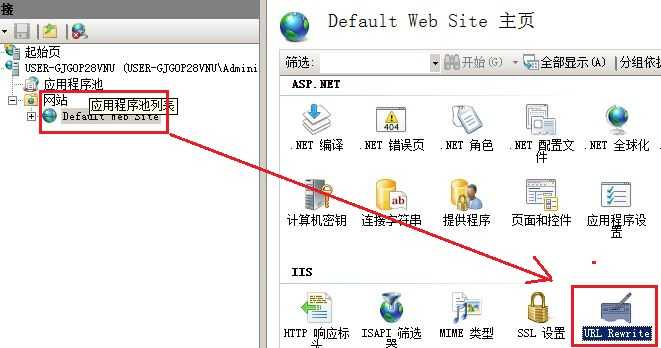 接
起始页
USER-GJGOP28VNU (USER-GJGOP28VNU\Admini
应用程序池
网站
应用程序池列表
Default Web Site
Default Web Site 主页
筛选: 开始(G) 全部显示(A) 分组依据
ASP.NET
.NET 编译 .NET 错误页 .NET 角色 .NET 配置文件 .NET 全球化
404
计算机密钥 连接字符串 提供程序 页面和控件 应用程序设置
ab
IIS
HTTP 响应标头 ISAPI 筛选器 MIME 类型 SSL 设置 URL Rewrite